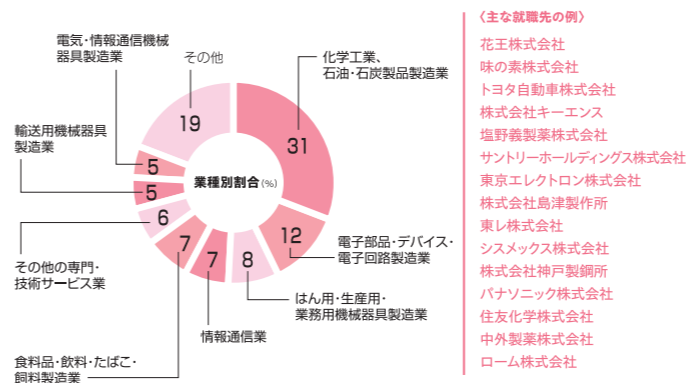 電気・情報通信機械
器具製造業
その他
化学工業、
石油・石炭製品製造業
輸送用機械器具
製造業
19
31
5
5
業種別割合(%)
6
12
7
7
8
その他の専門・
技術サービス業
電子部品・デバイス・
電子回路製造業
はん用・生産用・
業務用機械器具製造業
情報通信業
食料品・飲料・たばこ・
飼料製造業
〈主な就職先の例〉
花王株式会社
味の素株式会社
トヨタ自動車株式会社
株式会社キーエンス
塩野義製薬株式会社
サントリーホールディングス株式会社
東京エレクトロン株式会社
株式会社島津製作所
東レ株式会社
シスメックス株式会社
株式会社神戸製鋼所
パナソニック株式会社
住友化学株式会社
中外製薬株式会社
ローム株式会社